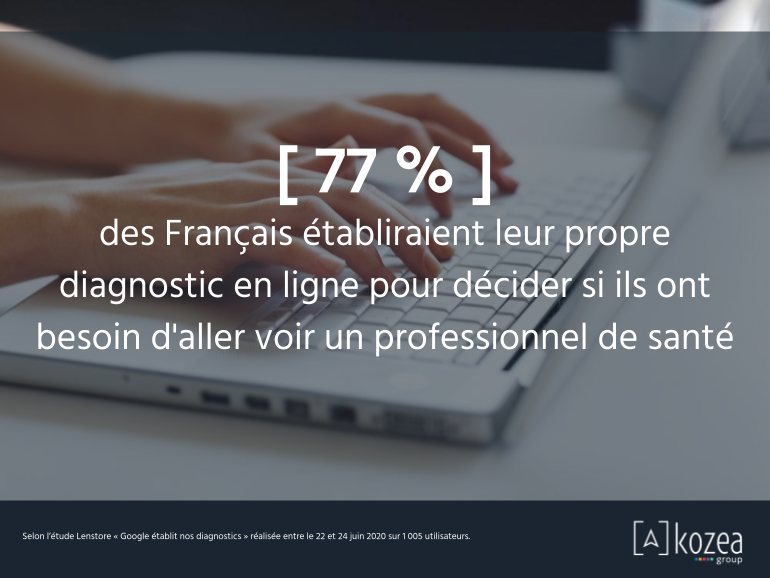 [ 77 % ]
des Français établiraient leur propre
diagnostic en ligne pour décider si ils ont
besoin d'aller voir un professionnel de santé
Selon l'étude Lenstore « Google établit nos diagnostics » réalisée entre le 22 et 24 juin 2020 sur 1 005 utilisateurs.
[A] kozea
group